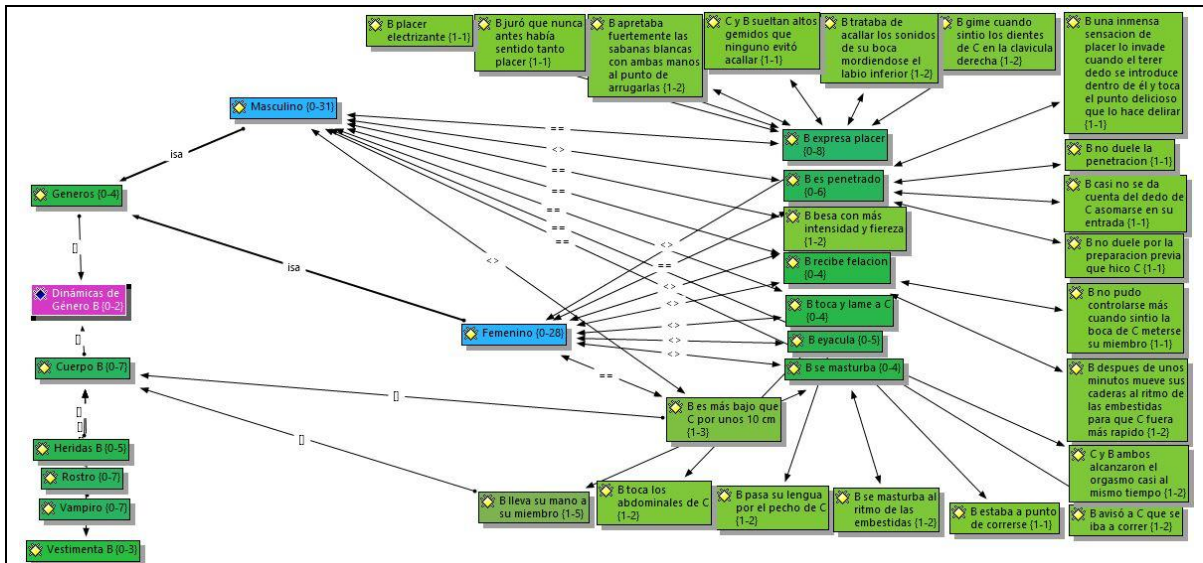 B placer
electrizante {1-1}
B juró que nunca
antes había
sentido tanto
placer {1-1}
B apretaba
fuertemente las
sabanas blancas
con ambas manos
al punto de
arrugarlas {1-2}
C y B sueltan altos
gemidos que
ninguno evitó
acallar {1-1}
B trataba de
acallar los sonidos
de su boca
mordiendose el
labio inferior {1-2}
B gime cuando
sintio los dientes
de C en la clavicula
derecha {1-2}
B una inmensa
sensacion de
placer lo invade
cuando el terer
dedo se introduce
dentro de él y toca
el punto delicioso
que lo hace delirar
{1-1}
Masculino {0-31}
isa
Generos {0-4}
[]
Dinámicas de
Género B {0-2}
[]
Cuerpo B {0-7}
[]
[]
Heridas B {0-5}
Rostro {0-7}
Vampiro {0-7}
Vestimenta B {0-3}
isa
Femenino {0-28}
==
<>
==
==
==
==
==
<>
<>
==
<>
<>
<>
<>
==
[]
[]
B expresa placer
{0-8}
B es penetrado
{0-6}
B besa con más
intensidad y fiereza
{1-2}
B recibe felacion
{0-4}
B toca y lame a C
{0-4}
B eyacula {0-5}
B se masturba {0-4}
B es más bajo que
C por unos 10 cm
{1-3}
B no duele la
penetracion {1-1}
B casi no se da
cuenta del dedo de
C asomarse en su
entrada {1-1}
B no duele por la
preparacion previa
que hico C {1-1}
B no pudo
controlarse más
cuando sintio la
boca de C meterse
su miembro {1-1}
B despues de unos
minutos mueve sus
caderas al ritmo de
las embestidas
para que C fuera
más rapido {1-2}
C y B ambos
alcanzaron el
orgasmo casi al
mismo tiempo {1-2}
B avisó a C que se
iba a correr {1-2}
B lleva su mano a
su miembro {1-5}
B toca los
abdominales de C
{1-2}
B pasa su lengua
por el pecho de C
{1-2}
B se masturba al
ritmo de las
embestidas {1-2}
B estaba a punto
de correrse {1-1}